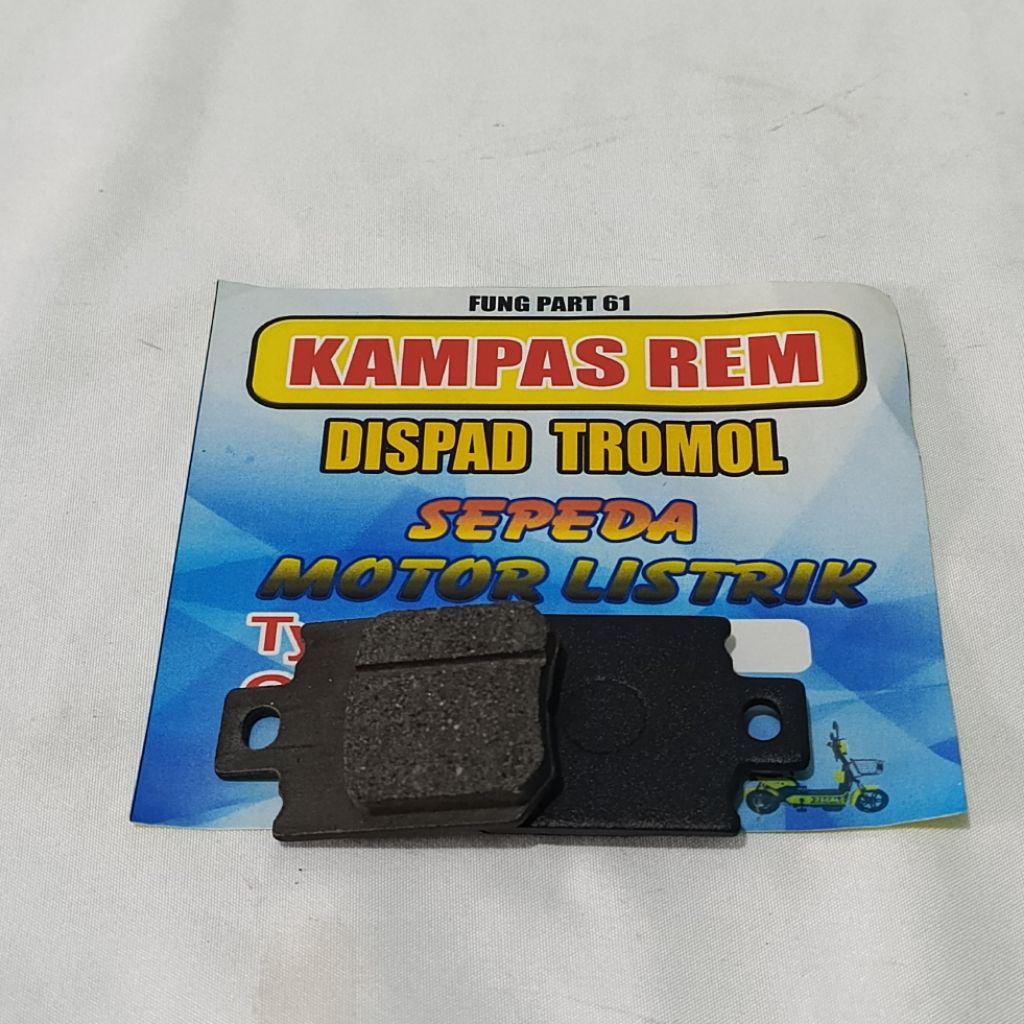 FUNG PART 61
KAMPAS REM
DISPAD TROMOL
SEPEDA
MOTOR LISTRIK